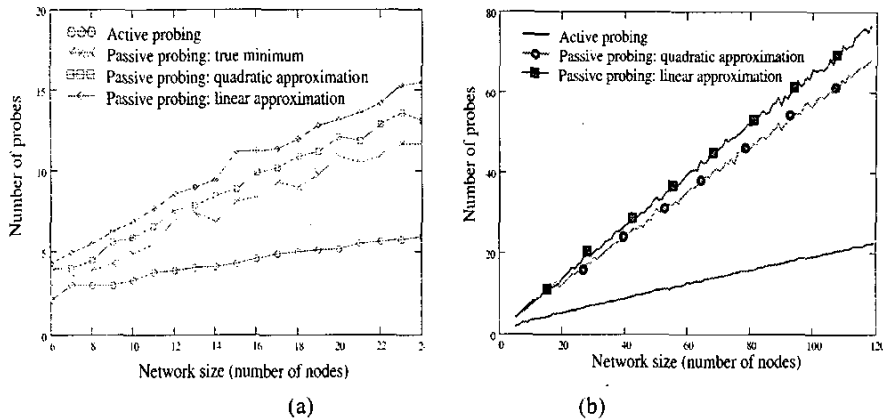 20
15
10
5
0
6
8
10
12
14
16
18
20
22
Number of probes
Active probing
Passive probing: true minimum
Passive probing: quadratic approximation
Passive probing: linear approximation
Network size (number of nodes)
(a)
80
60
40
20
0
20
40
60
80
100
120
Number of probes
Active probing
Passive probing: quadratic approximation
Passive probing: linear approximation
Network size (number of nodes)
(b)